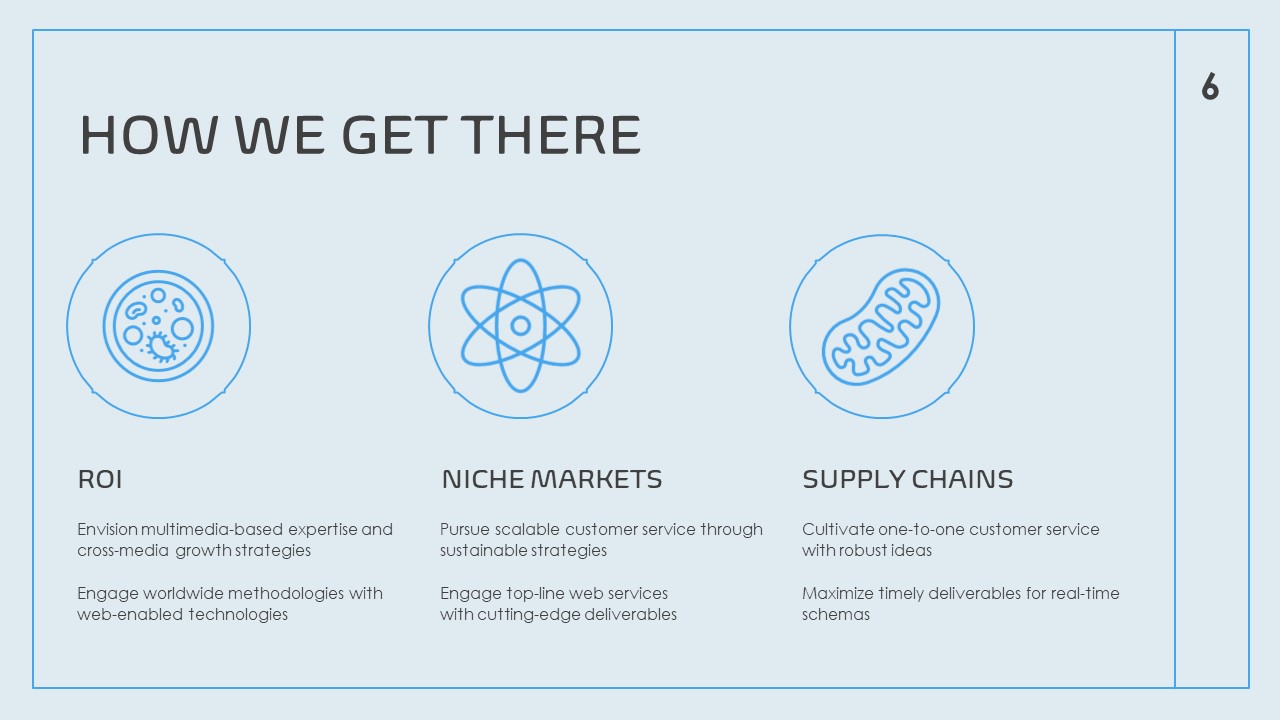 6
HOW WE GET THERE
ROI
Envision multimedia-based expertise and
cross-media growth strategies
Engage worldwide methodologies with
web-enabled technologies
NICHE MARKETS
Pursue scalable customer service through
sustainable strategies
Engage top-line web services
with cutting-edge deliverables
SUPPLY CHAINS
Cultivate one-to-one customer service
with robust ideas
Maximize timely deliverables for real-time
schemas